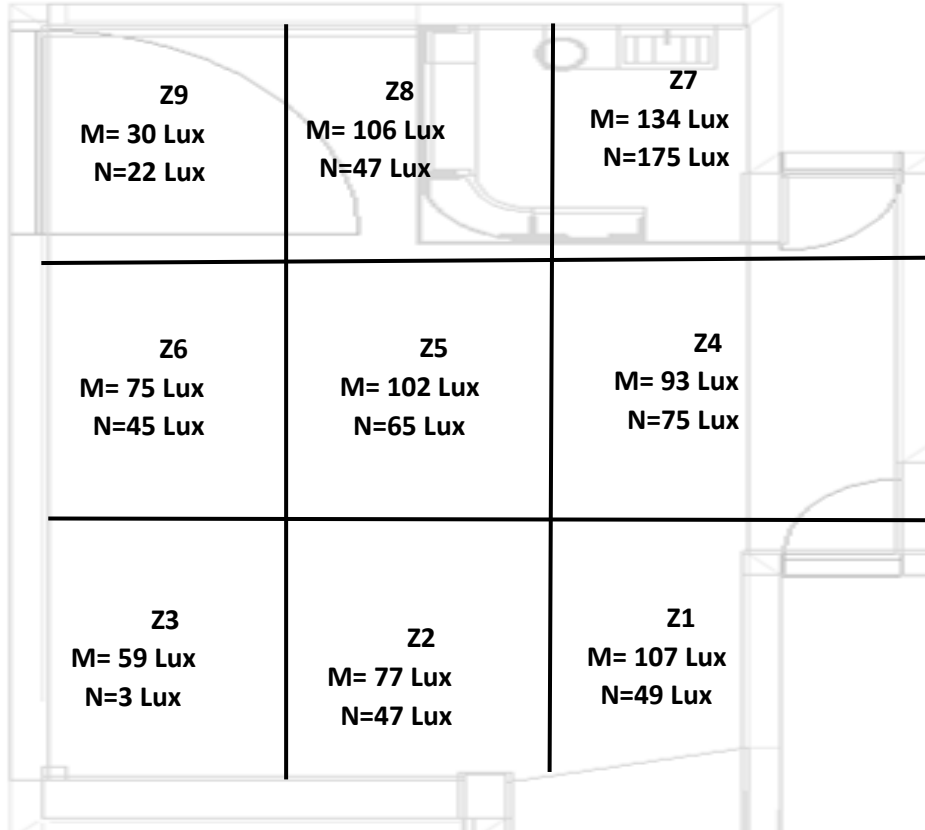 Z9
M= 30 Lux
N=22 Lux
Z8
M= 106 Lux
N=47 Lux
Z7
M= 134 Lux
N=175 Lux
Z6
M= 75 Lux
N=45 Lux
Z5
M= 102 Lux
N=65 Lux
Z4
M= 93 Lux
N=75 Lux
Z3
M= 59 Lux
N=3 Lux
Z2
M= 77 Lux
N=47 Lux
Z1
M= 107 Lux
N=49 Lux